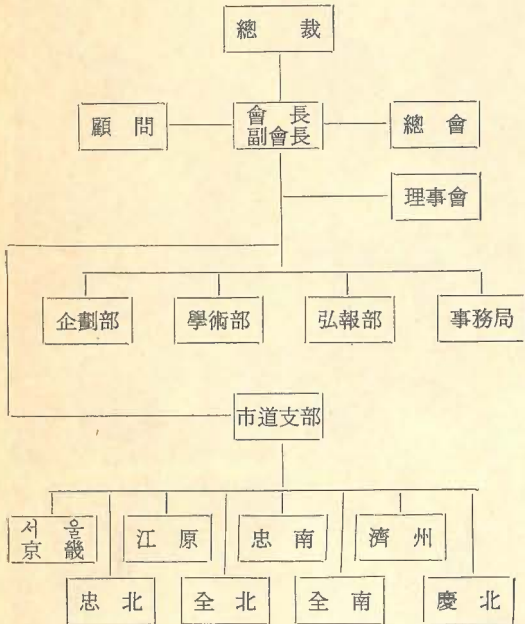 總 裁
顧 問
會 長
副會長
總 會
理事會
企劃部
學術部
弘報部
事務局
市道支部
서 울
京 畿
江 原
忠 南
濟 州
忠 北
全 北
全 南
慶 北